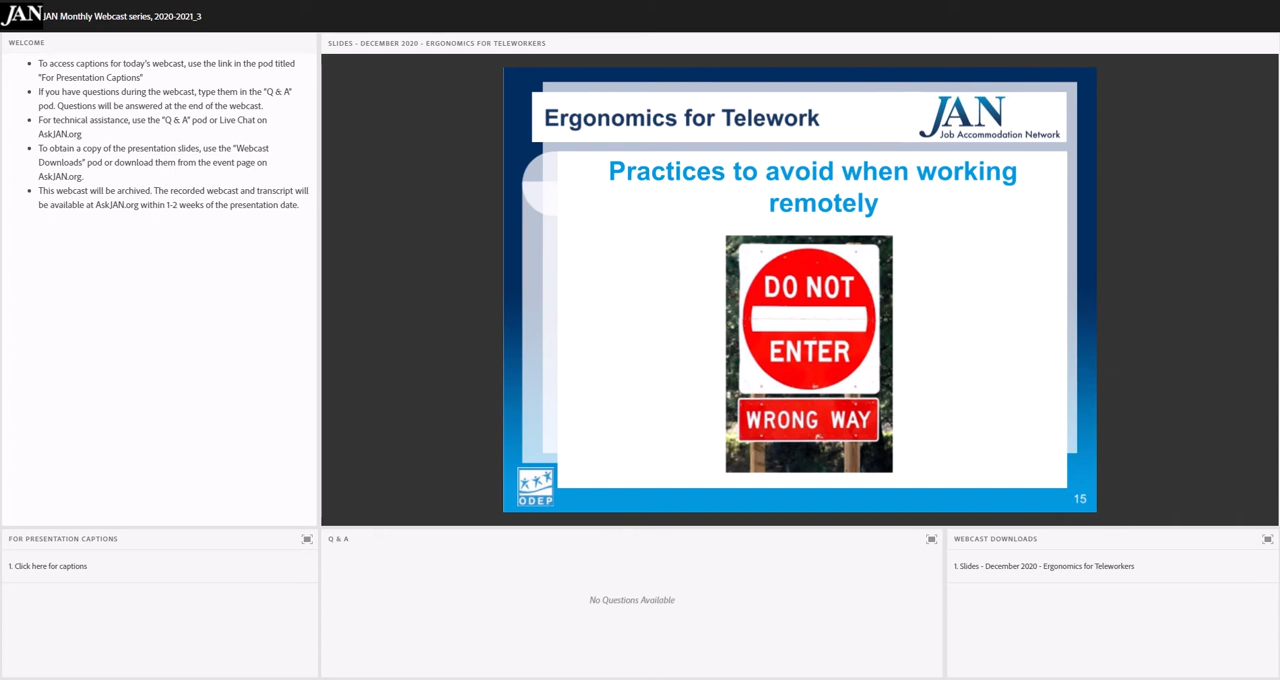 JAN JAN Monthly Webcast series, 2020-2021_3
WELCOME
To access captions for today's webcast, use the link in the pod titled
"For Presentation Captions"
If you have questions during the webcast, type them in the "Q & A"
pod. Questions will be answered at the end of the webcast.
For technical assistance, use the "Q & A" pod or Live Chat on
AskJAN.org
To obtain a copy of the presentation slides, use the "Webcast
Downloads" pod or download them from the event page on
AskJAN.org.
This webcast will be archived. The recorded webcast and transcript will
be available at AskJAN.org within 1-2 weeks of the presentation date.
SLIDES - DECEMBER 2020 - ERGONOMICS FOR TELEWORKERS
Ergonomics for Telework
JAN
Job Accommodation Network
Practices to avoid when working
remotely
DO NOT
ENTER
WRONG WAY
ODEP
15
FOR PRESENTATION CAPTIONS
1. Click here for captions
Q & A
No Questions Available
WEBCAST DOWNLOADS
1. Slides - December 2020 - Ergonomics for Teleworkers